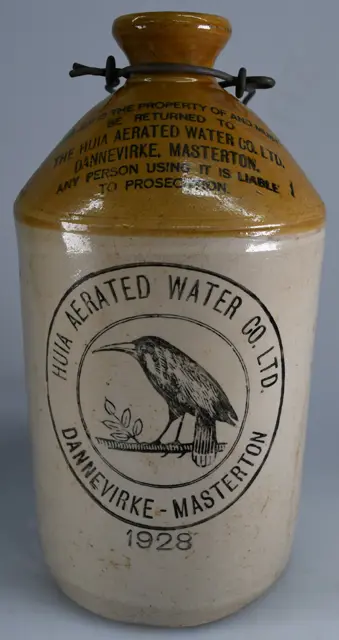 THE PROPERTY OF AND MUST
BE RETURNED TO
THE HUIA AERATED WATER CO. LTD.
DANNEVIRKE, MASTERTON.
ANY PERSON USING IT IS LIABLE
TO PROSECUTION.
HUIA AERATED WATER CO. LTD.
DANNEVIRKE - MASTERTON
1928